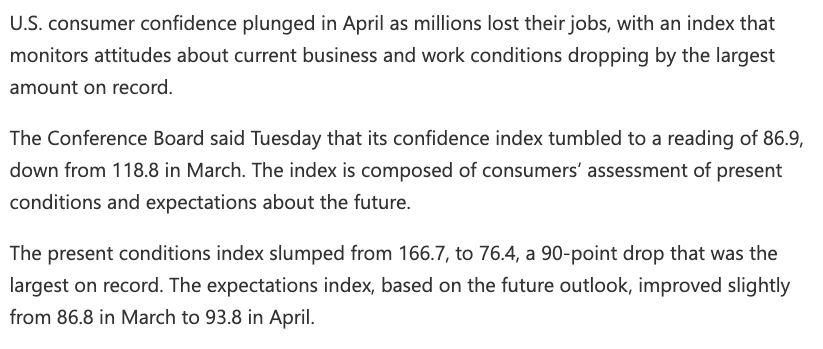 U.S. consumer confidence plunged in April as millions lost their jobs, with an index that
monitors attitudes about current business and work conditions dropping by the largest
amount on record.
The Conference Board said Tuesday that its confidence index tumbled to a reading of 86.9,
down from 118.8 in March. The index is composed of consumers’ assessment of present
conditions and expectations about the future.
The present conditions index slumped from 166.7, to 76.4, a 90-point drop that was the
largest on record. The expectations index, based on the future outlook, improved slightly
from 86.8 in March to 93.8 in April.